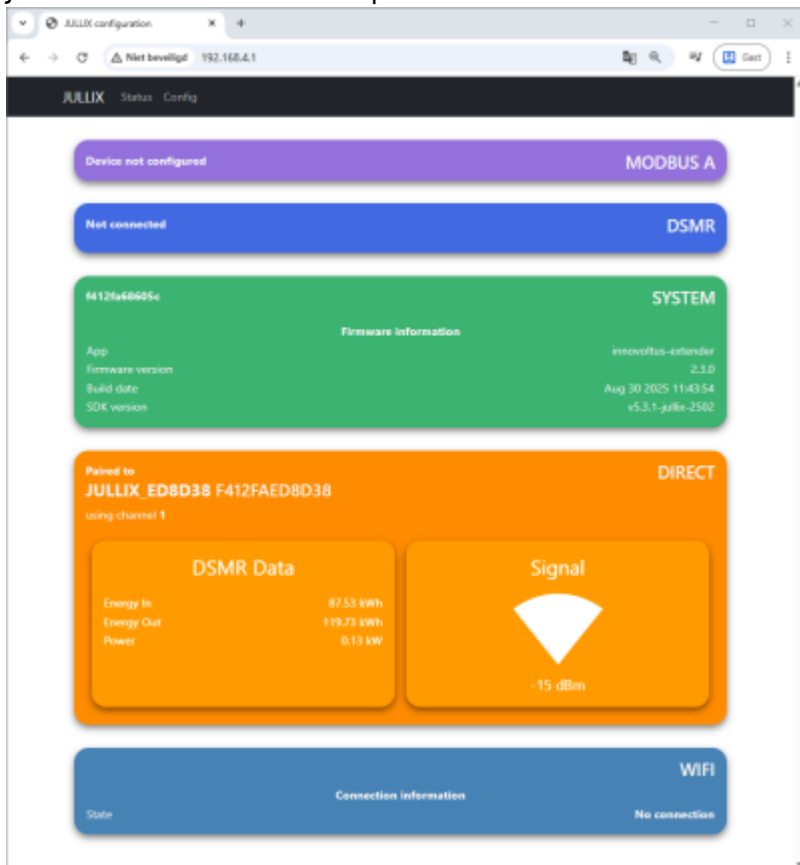 JULLIX configuration
Niet beveiligd 192.168.4.1
Gast
JULLIX Status Config
Device not configured MODBUS A
Not connected DSMR
f412fa68605c SYSTEM
Firmware information
App innovoltus-extender
Firmware version 2.3.0
Build date Aug 30 2025 11:43:54
SDK version v5.3.1-jullix-2502
Paired to DIRECT
JULLIX_ED8D38 F412FAED8D38
using channel 1
DSMR Data
Energy In 87.53 kWh
Energy Out 119.73 kWh
Power 0.13 kW
Signal
-15 dBm
WIFI
Connection information
State No connection